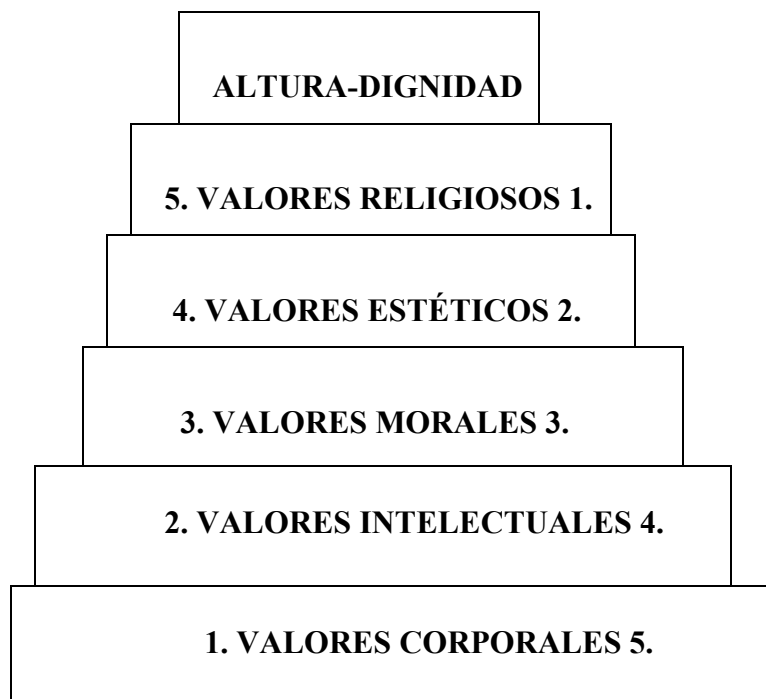 ALTURA-DIGNIDAD
5. VALORES RELIGIOSOS 1.
4. VALORES ESTÉTICOS 2.
3. VALORES MORALES 3.
2. VALORES INTELECTUALES 4.
1. VALORES CORPORALES 5.